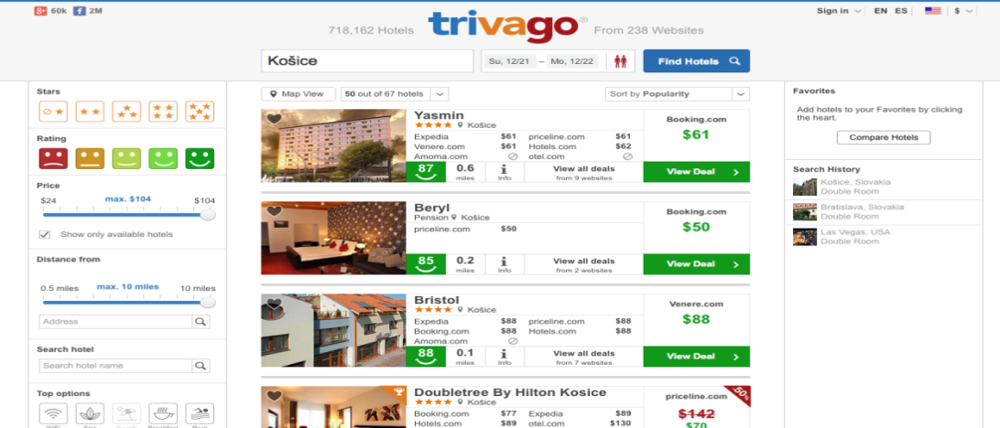 60k 2M
Sign in EN ES $
718,162 Hotels trivago® From 238 Websites
Košice Su, 12/21 – Mo, 12/22 Find Hotels
Stars
Rating
Price
$24 max. $104 $104
Show only available hotels
Distance from
0.5 miles max. 10 miles 10 miles
Address
Search hotel
Search hotel name
Top options
Map View 50 out of 67 hotels Sort by Popularity
Yasmin
Košice
Expedia $61 priceline.com $61
Venere.com $61 Hotels.com $62
Amoma.com otel.com
87 0.6 miles Info View all deals from 9 websites
Booking.com
$61
View Deal
Beryl
Pension Košice
priceline.com $50
85 0.2 miles Info View all deals from 2 websites
Booking.com
$50
View Deal
Bristol
Košice
Expedia $88 priceline.com $88
Booking.com $88 Hotels.com $88
Amoma.com
88 0.1 miles Info View all deals from 7 websites
Venere.com
$88
View Deal
Doubletree By Hilton Kosice
Košice
Booking.com $77 Expedia $89
Hotels.com $89 otel.com $130
priceline.com
50%
$142
$70
Favorites
Add hotels to your Favorites by clicking
the heart.
Compare Hotels
Search History
Košice, Slovakia
Double Room
Bratislava, Slovakia
Double Room
Las Vegas, USA
Double Room